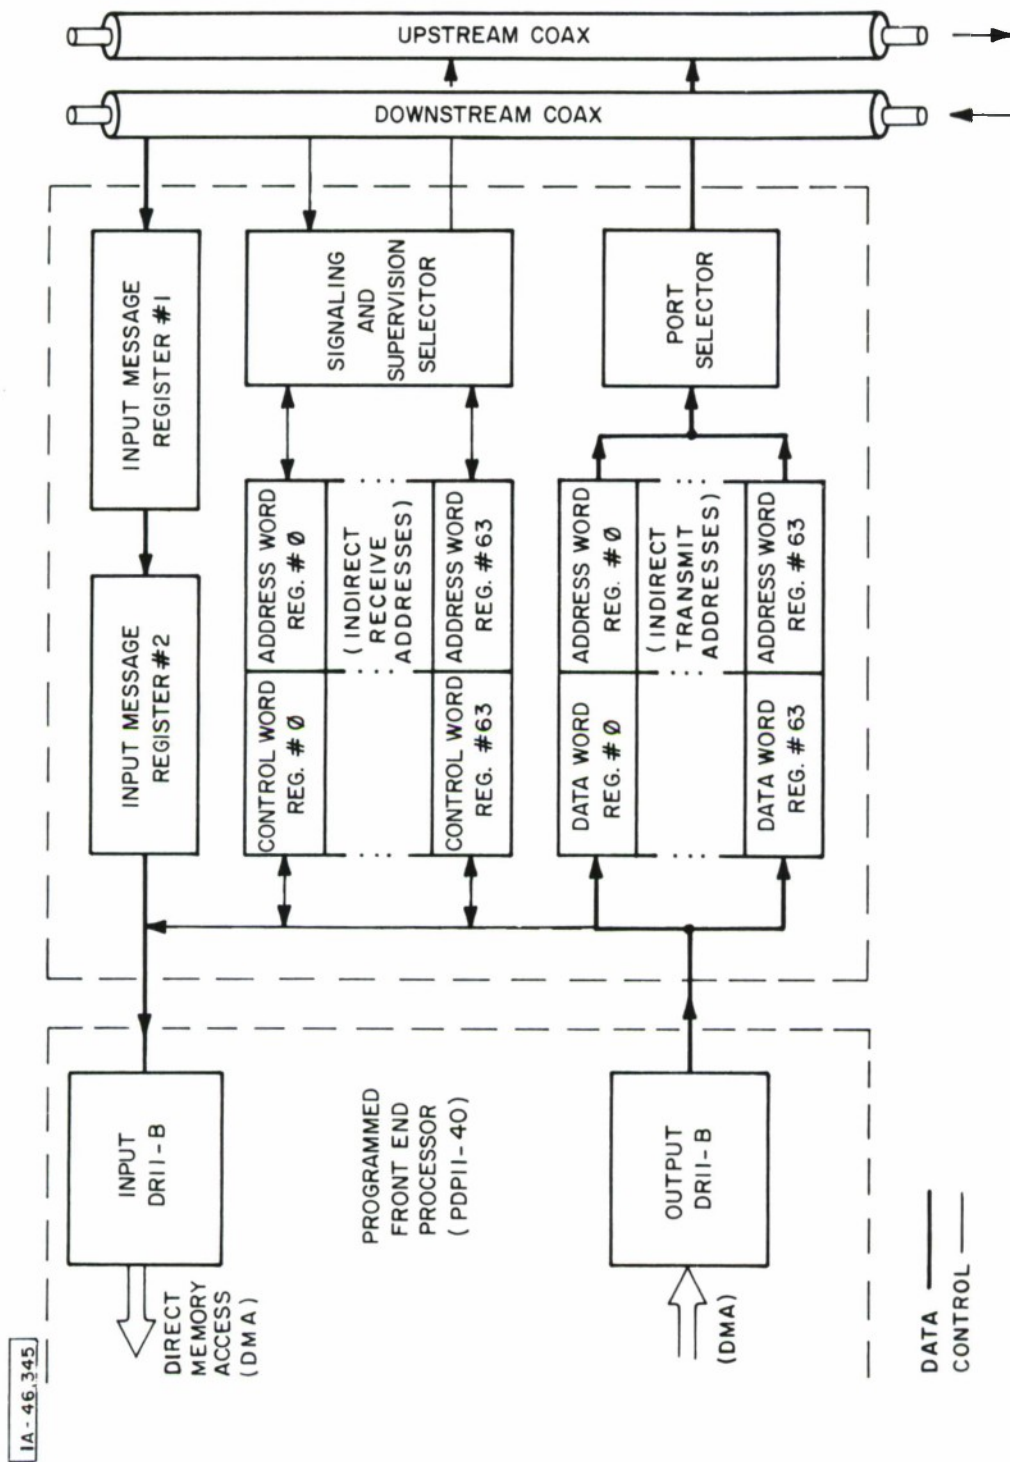 UPSTREAM COAX
DOWNSTREAM COAX
INPUT MESSAGE
REGISTER #1
SIGNALING
AND
SUPERVISION
SELECTOR
PORT
SELECTOR
INPUT MESSAGE
REGISTER #2
CONTROL WORD
REG. #Ø
ADDRESS WORD
REG. #Ø
(INDIRECT
RECEIVE
ADDRESSES)
CONTROL WORD
REG. #63
ADDRESS WORD
REG. #63
DATA WORD
REG. #Ø
ADDRESS WORD
REG. #Ø
(INDIRECT
TRANSMIT
ADDRESSES)
DATA WORD
REG. #63
ADDRESS WORD
REG. #63
INPUT
DR11-B
PROGRAMMED
FRONT END
PROCESSOR
(PDP11-40)
OUTPUT
DR11-B
DIRECT
MEMORY
ACCESS
(DMA)
(DMA)
DATA
CONTROL
IA-46,345